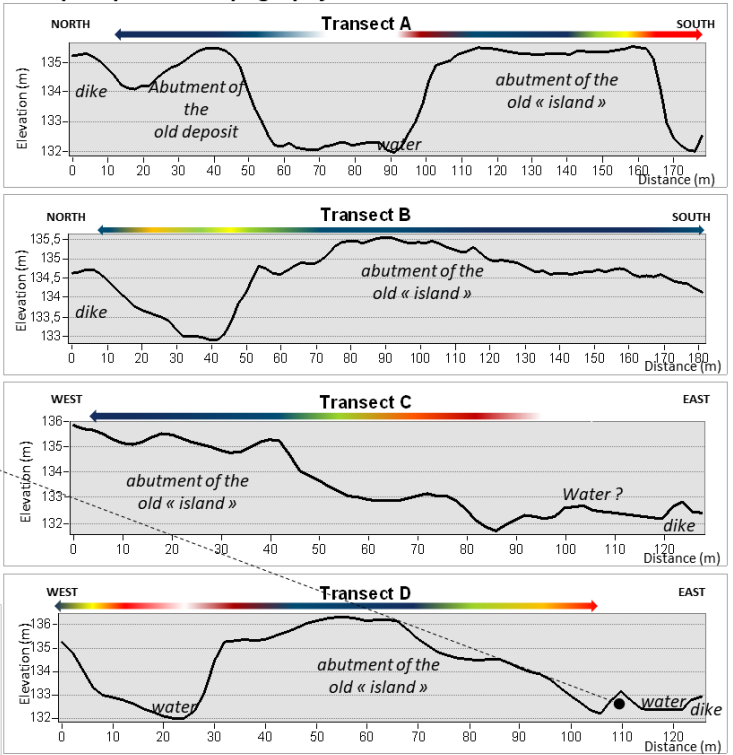 Transect A
NORTH
SOUTH
Elevation (m)
135
134
133
132
dike
Abutment of
the
old deposit
water
abutment of the
old « island »
0 10 20 30 40 50 60 70 80 90 100 110 120 130 140 150 160 170
Distance (m)
Transect B
NORTH
SOUTH
Elevation (m)
135,5
135
134,5
134
133,5
133
dike
abutment of the
old « island »
0 10 20 30 40 50 60 70 80 90 100 110 120 130 140 150 160 170 180
Distance (m)
Transect C
WEST
EAST
Elevation (m)
136
135
134
133
132
abutment of the
old « island »
Water ?
dike
0 10 20 30 40 50 60 70 80 90 100 110 120
Distance (m)
Transect D
WEST
EAST
Elevation (m)
136
135
134
133
132
water
abutment of the
old « island »
water
dike
0 10 20 30 40 50 60 70 80 90 100 110 120
Distance (m)